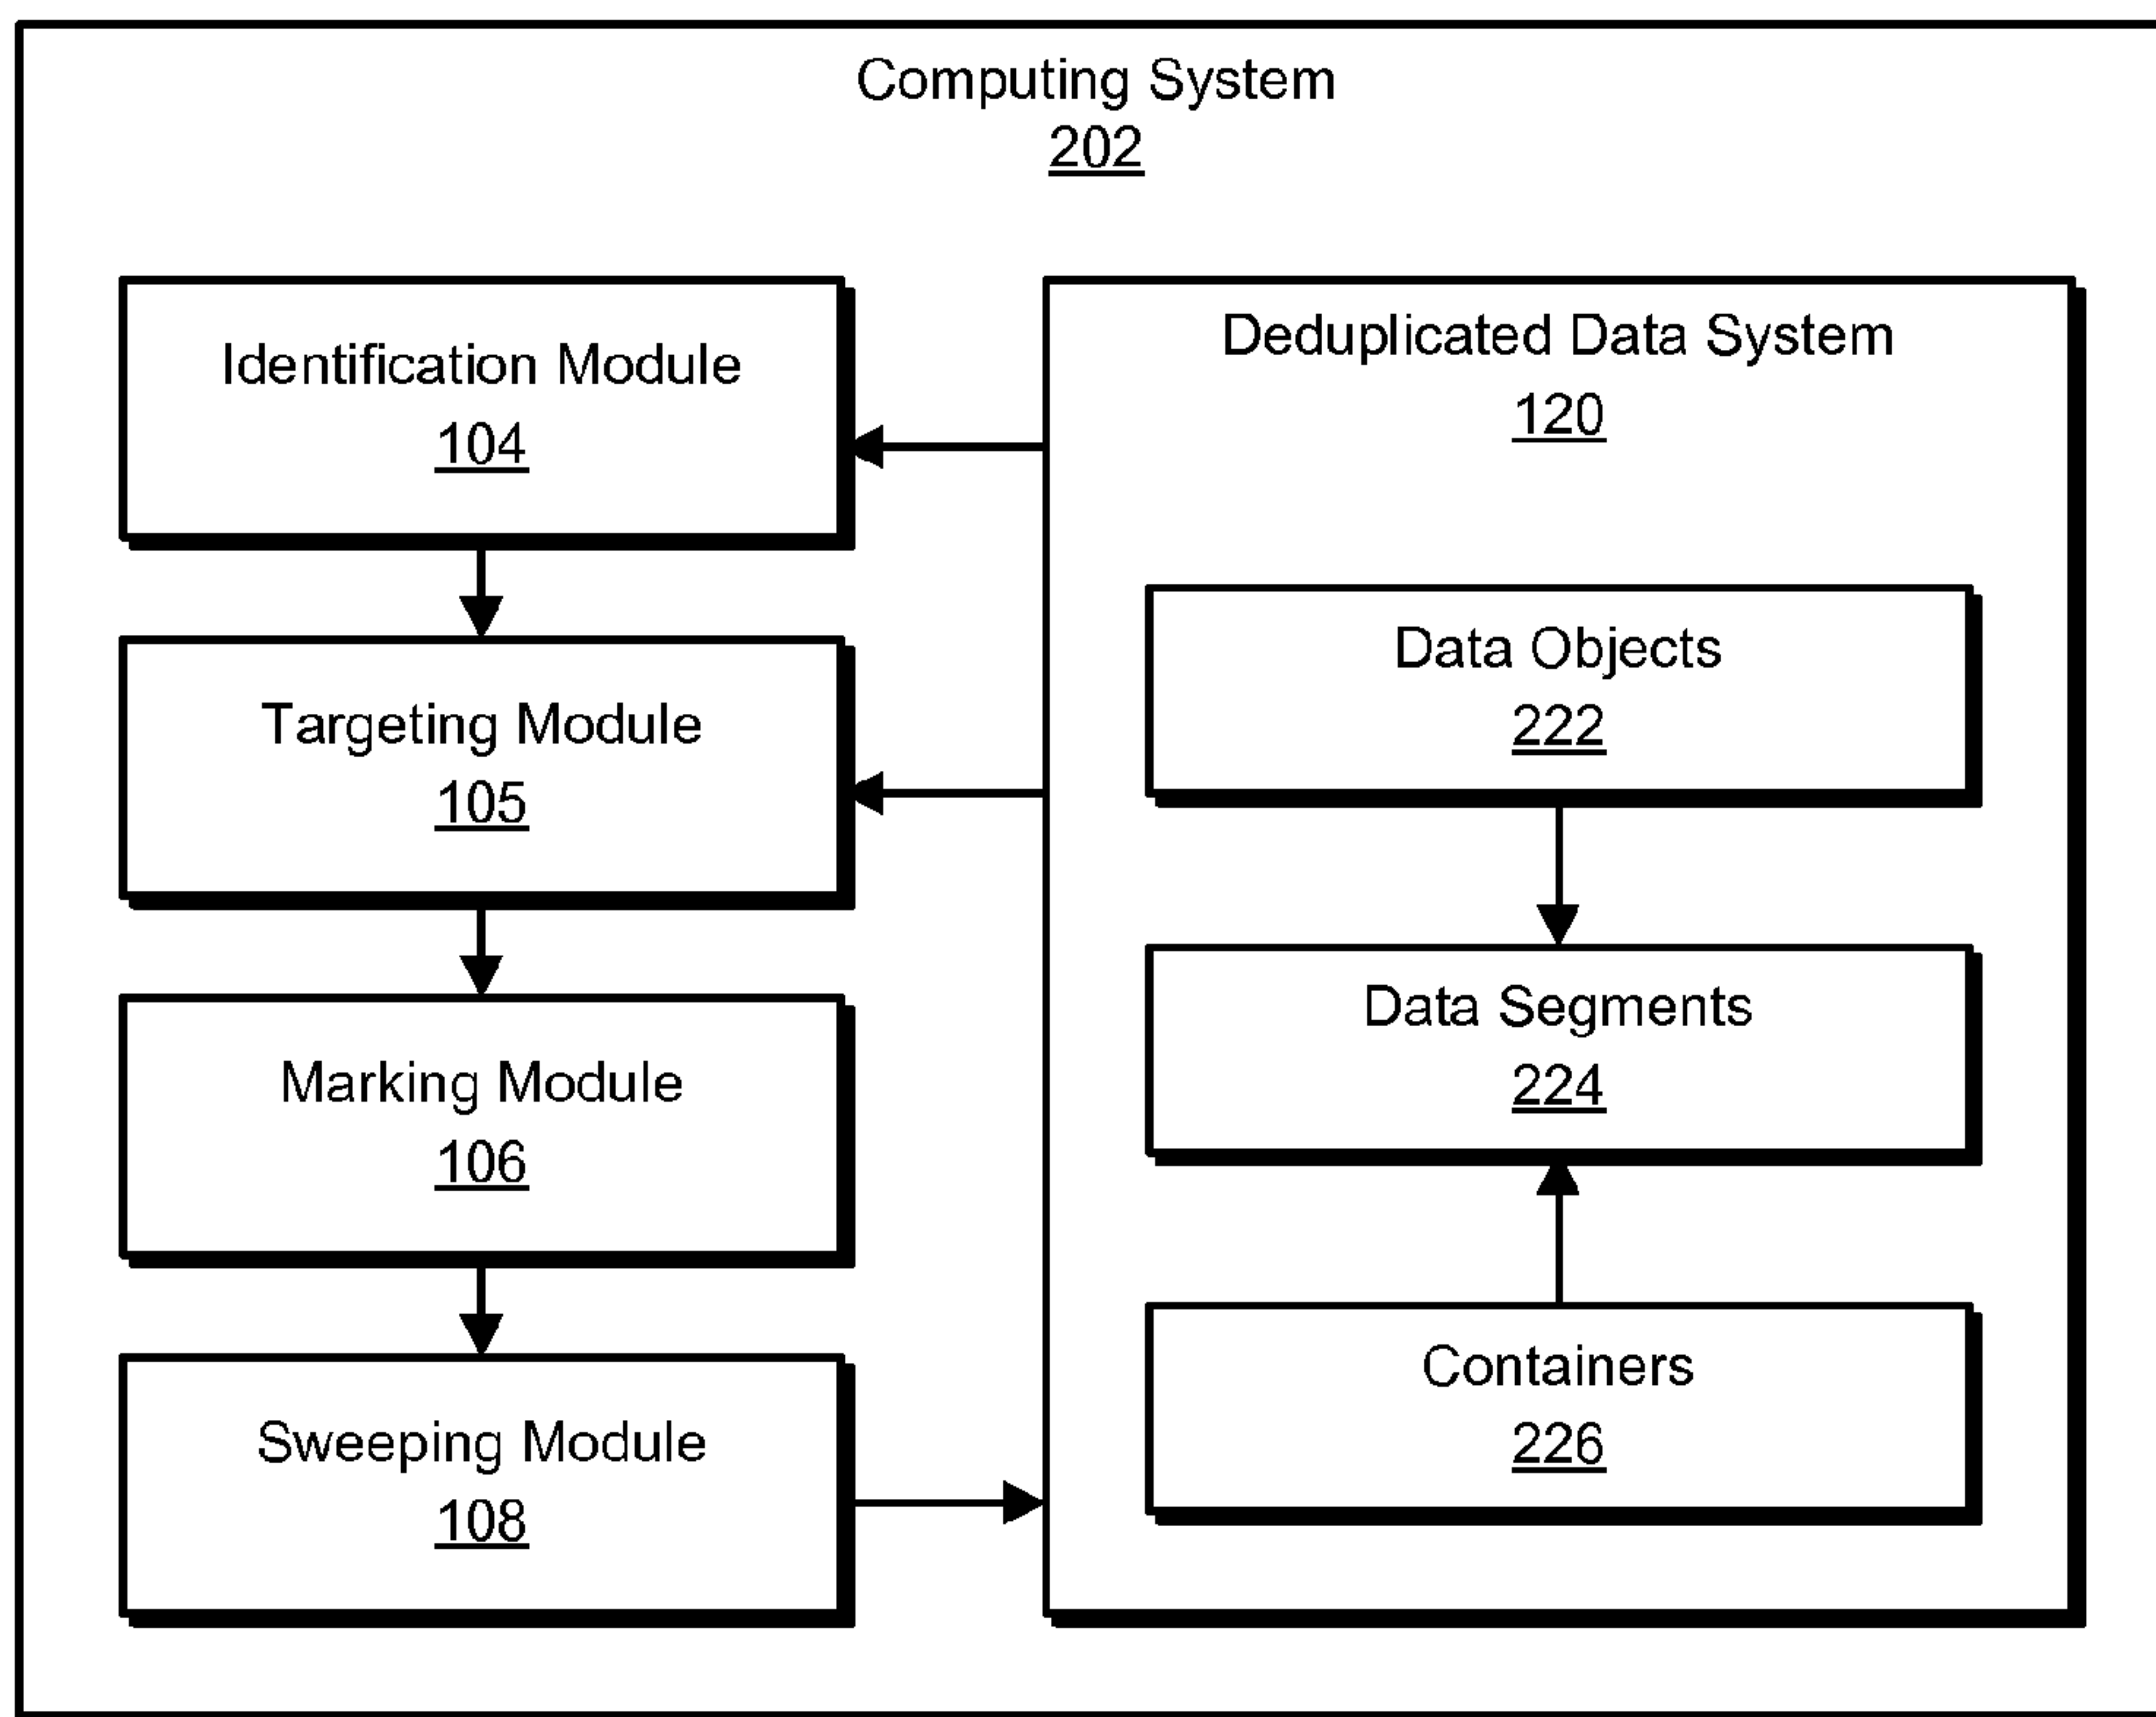 Computing System
202
Identification Module
104
Targeting Module
105
Marking Module
106
Sweeping Module
108
Deduplicated Data System
120
Data Objects
222
Data Segments
224
Containers
226